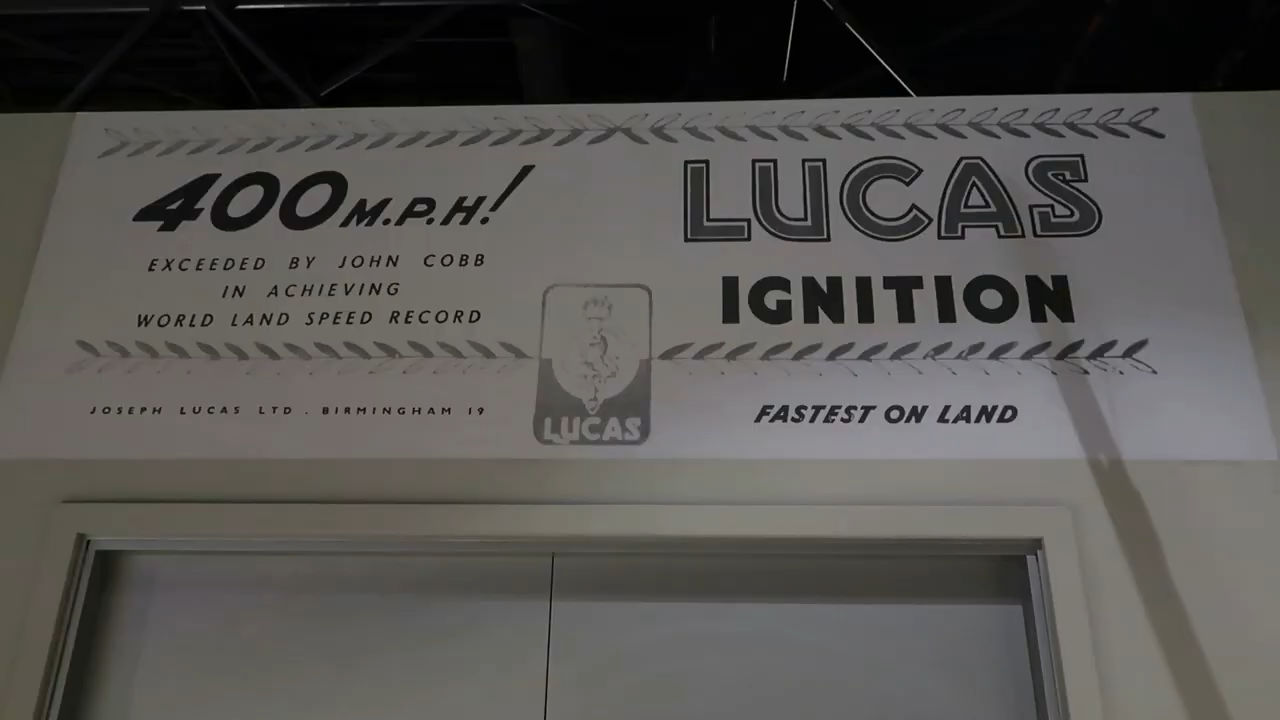 400 M.P.H!
EXCEEDED BY JOHN COBB
IN ACHIEVING
WORLD LAND SPEED RECORD
JOSEPH LUCAS LTD . BIRMINGHAM 19
LUCAS
LUCAS
IGNITION
FASTEST ON LAND